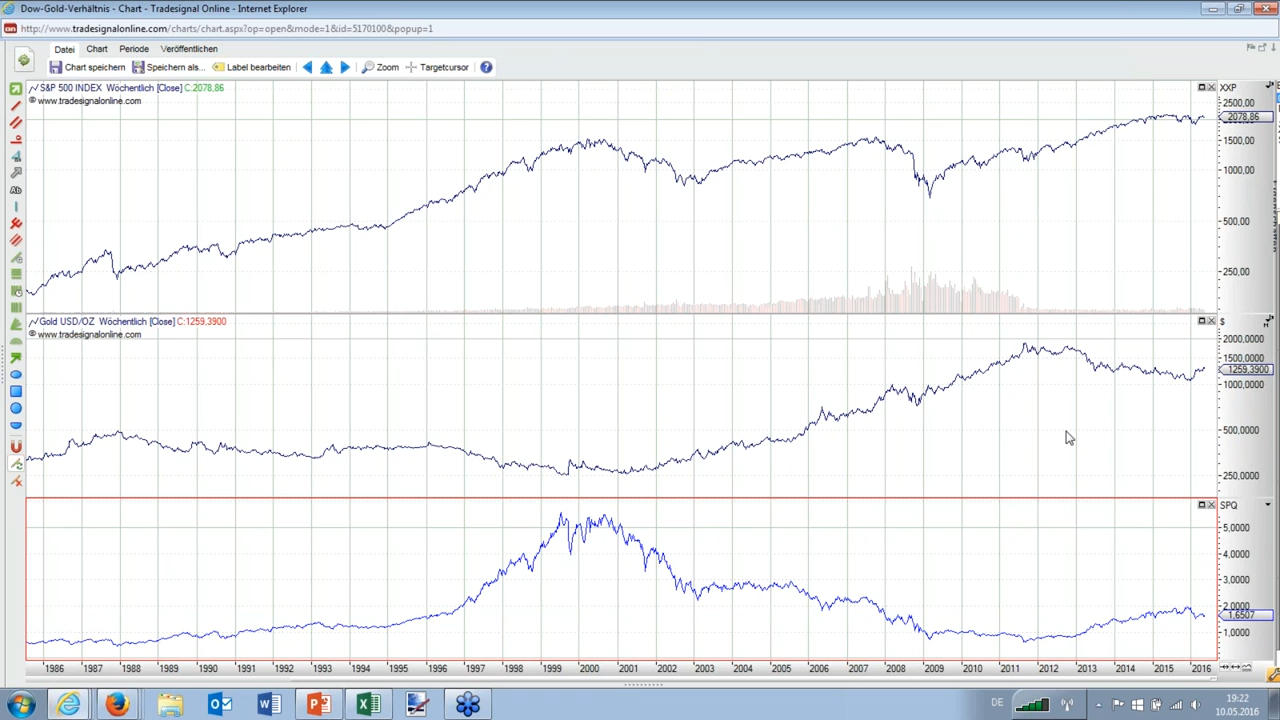 Dow-Gold-Verhältnis - Chart - Tradesignal Online - Internet Explorer
http://www.tradesignalonline.com/charts/chart.aspx?op=open&mode=1&id=5170100&popup=1
Datei Chart Periode Veröffentlichen
Chart speichern Speichern als... Label bearbeiten Zoom Targetcursor ?
S&P 500 INDEX Wöchentlich [Close] C:2078,86 XXP
© www.tradesignalonline.com
2500,00
2078,86
1500,00
1000,00
500,00
250,00
Ab
Gold USD/OZ Wöchentlich [Close] C:1259,3900 $
© www.tradesignalonline.com
2000,0000
1500,0000
1259,3900
1000,0000
500,0000
250,0000
SPQ
5,0000
4,0000
3,0000
2,0000
1,6507
1,0000
1986 1987 1988 1989 1990 1991 1992 1993 1994 1995 1996 1997 1998 1999 2000 2001 2002 2003 2004 2005 2006 2007 2008 2009 2010 2011 2012 2013 2014 2015 2016
DE 19:22
10.05.2016